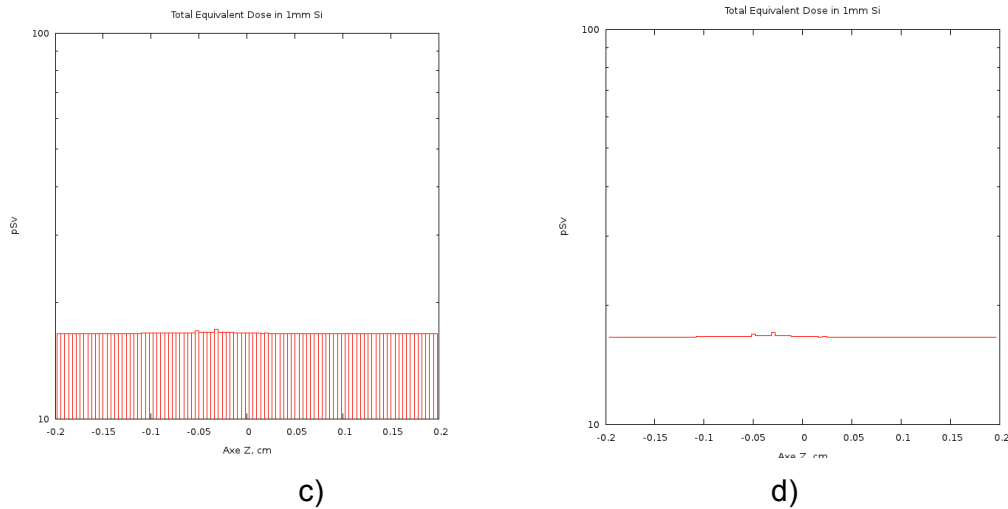 Total Equivalent Dose in 1mm Si
100
pSv
10
-0.2 -0.15 -0.1 -0.05 0 0.05 0.1 0.15 0.2
Axe Z, cm
c)
Total Equivalent Dose in 1mm Si
100
pSv
10
-0.2 -0.15 -0.1 -0.05 0 0.05 0.1 0.15 0.2
Axe Z, cm
d)